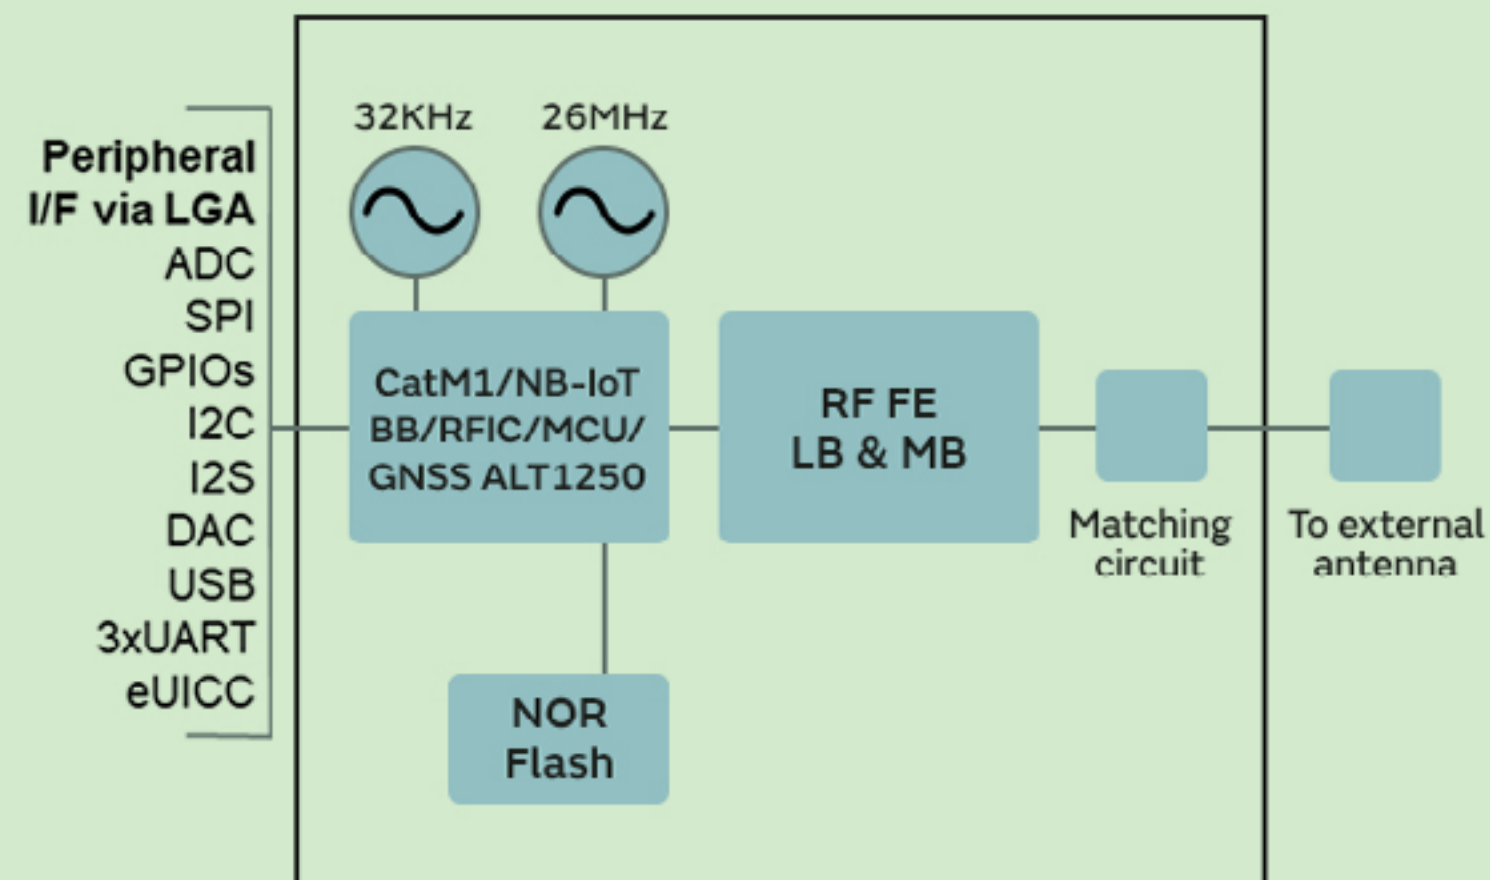 32KHz
26MHz
Peripheral
I/F via LGA
ADC
SPI
GPIOs
I2C
I2S
DAC
USB
3xUART
eUICC
CatM1/NB-IoT
BB/RFIC/MCU/
GNSS ALT1250
RF FE
LB & MB
Matching
circuit
To external
antenna
NOR
Flash